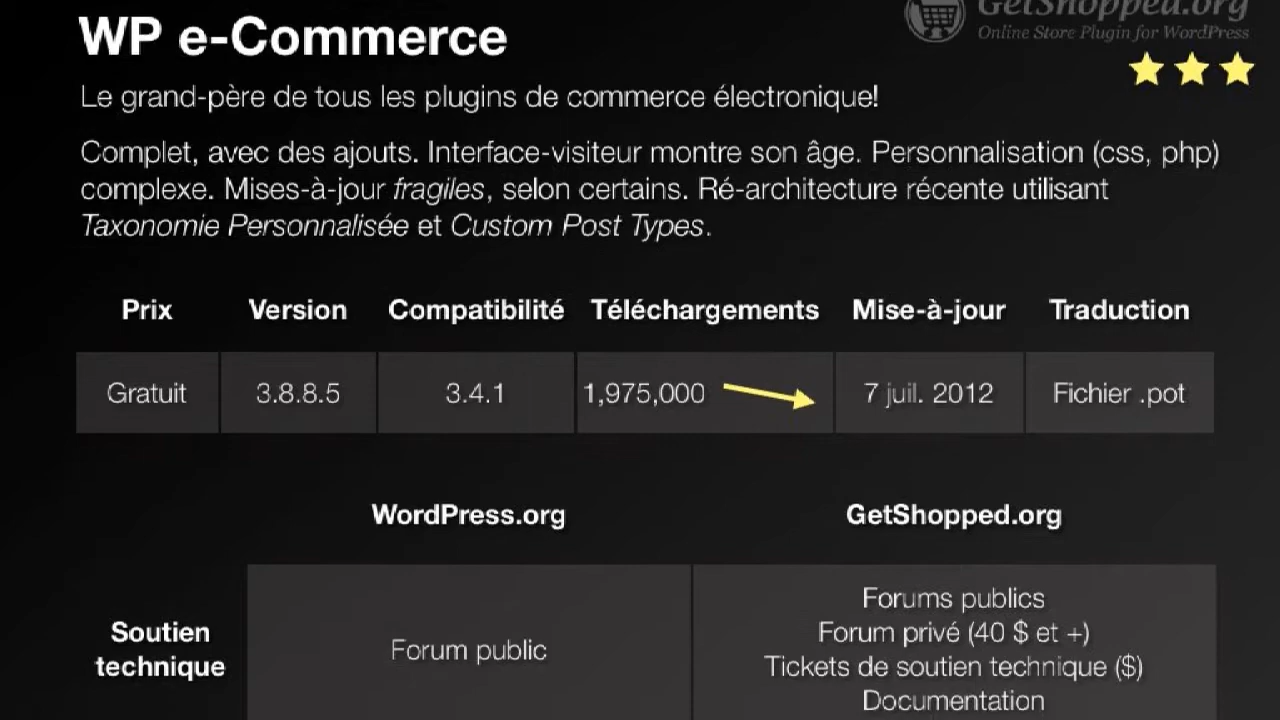 WP e-Commerce
GetShopped.org
Online Store Plugin for WordPress
Le grand-père de tous les plugins de commerce électronique!
Complet, avec des ajouts. Interface-visiteur montre son âge. Personnalisation (css, php)
complexe. Mises-à-jour fragiles, selon certains. Ré-architecture récente utilisant
Taxonomie Personnalisée et Custom Post Types.
Prix Version Compatibilité Téléchargements Mise-à-jour Traduction
Gratuit 3.8.8.5 3.4.1 1,975,000 7 juil. 2012 Fichier .pot
WordPress.org GetShopped.org
Soutien
technique
Forum public
Forums publics
Forum privé (40 $ et +)
Tickets de soutien technique ($)
Documentation